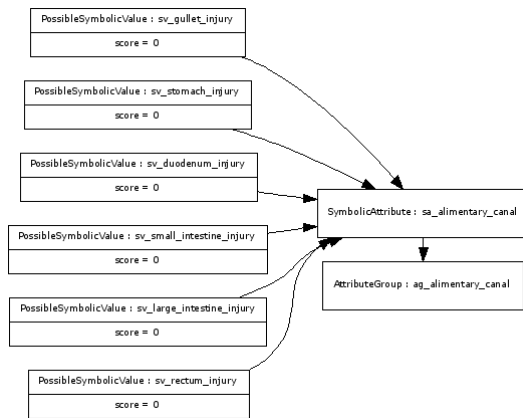 PossibleSymbolicValue : sv_gullet_injury
score = 0
PossibleSymbolicValue : sv_stomach_injury
score = 0
PossibleSymbolicValue : sv_duodenum_injury
score = 0
PossibleSymbolicValue : sv_small_intestine_injury
score = 0
PossibleSymbolicValue : sv_large_intestine_injury
score = 0
PossibleSymbolicValue : sv_rectum_injury
score = 0
SymbolicAttribute : sa_alimentary_canal
AttributeGroup : ag_alimentary_canal